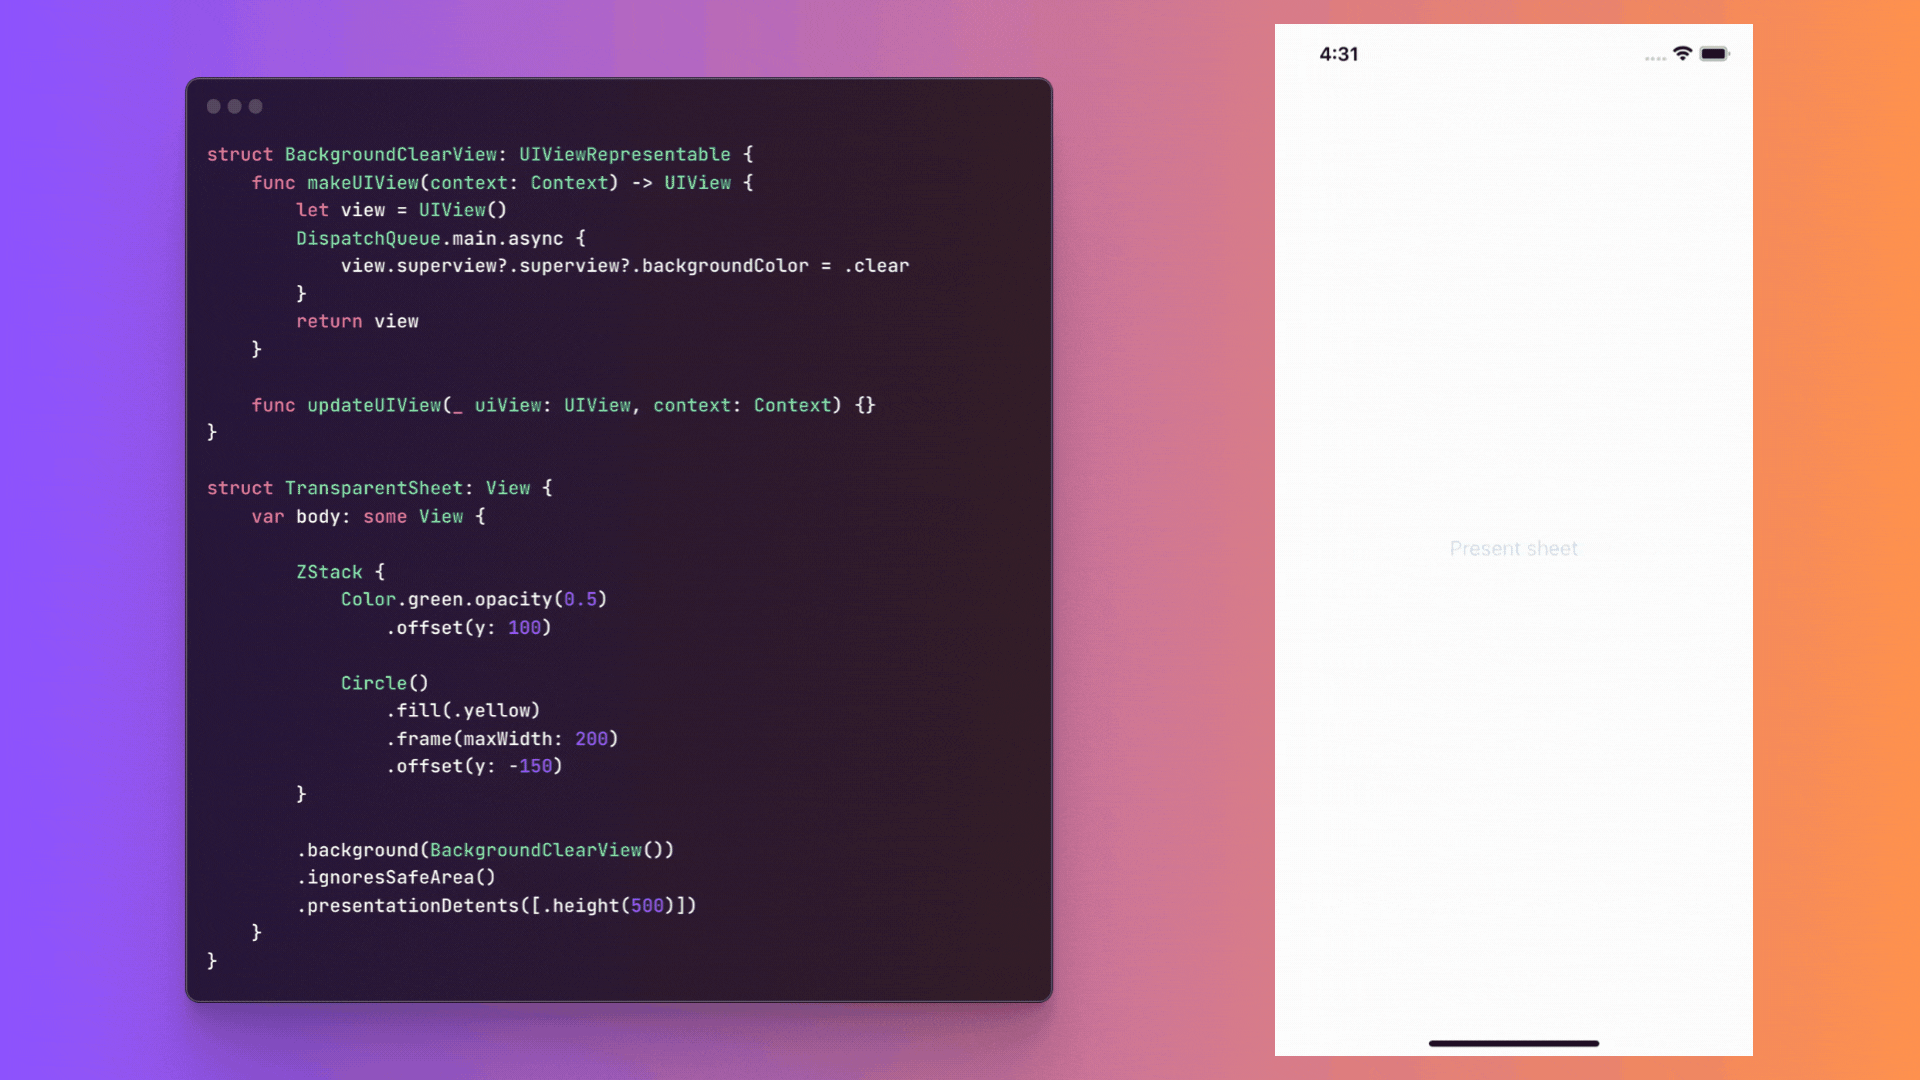 struct BackgroundClearView: UIViewRepresentable {
    func makeUIView(context: Context) -> UIView {
        let view = UIView()
        DispatchQueue.main.async {
            view.superview?.superview?.backgroundColor = .clear
        }
        return view
    }

    func updateUIView(_ uiView: UIView, context: Context) {}
}

struct TransparentSheet: View {
    var body: some View {

        ZStack {
            Color.green.opacity(0.5)
                .offset(y: 100)

            Circle()
                .fill(.yellow)
                .frame(maxWidth: 200)
                .offset(y: -150)
        }

        .background(BackgroundClearView())
        .ignoresSafeArea()
        .presentationDetents([.height(500)])
    }
}
4:31
Present sheet